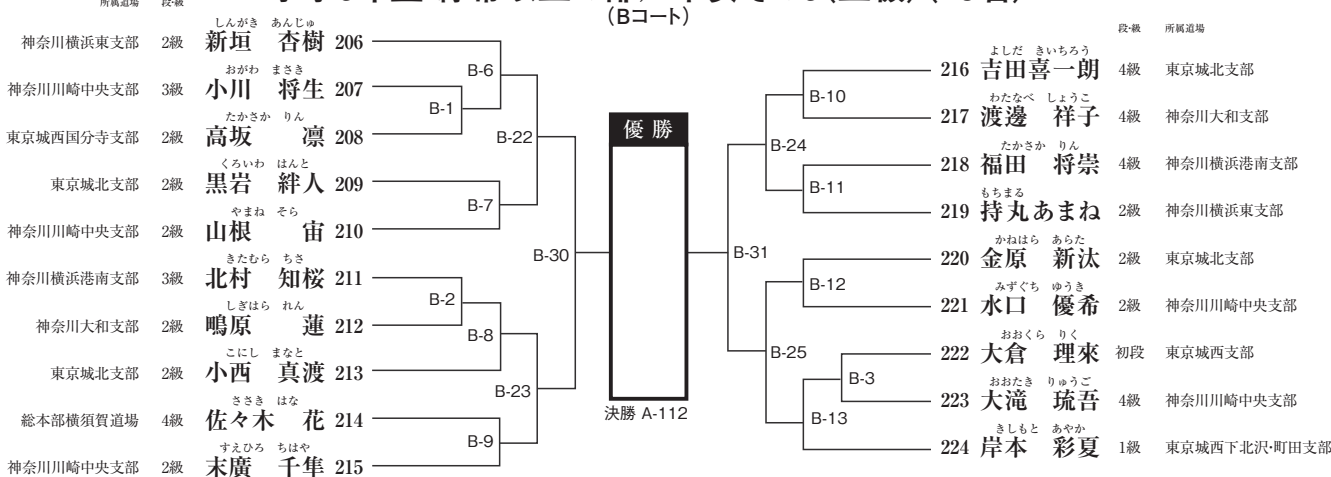 (Bコート)
所属道場 段・級
しんがき あんじゅ
神奈川横浜東支部 2級 新垣 杏樹 206
おがわ まさき
神奈川川崎中央支部 3級 小川 将生 207
たかさか りん
東京城西国分寺支部 2級 高坂 凛 208
くろいわ はんと
東京城北支部 2級 黒岩 絆人 209
やまね そら
神奈川川崎中央支部 2級 山根 宙 210
きたむら ちさ
神奈川横浜港南支部 3級 北村 知桜 211
しぎはら れん
神奈川大和支部 2級 鴫原 蓮 212
こにし まなと
東京城北支部 2級 小西 真渡 213
ささき はな
総本部横須賀道場 4級 佐々木 花 214
すえひろ ちはや
神奈川川崎中央支部 2級 末廣 千隼 215
B-6
B-1
B-22
B-7
B-30
B-2
B-8
B-23
B-9
優勝
決勝 A-112
B-10
B-24
B-11
B-31
B-12
B-25
B-3
B-13
段・級 所属道場
よしだ きいちろう
216 吉田喜一朗 4級 東京城北支部
わたなべ しょうこ
217 渡邊 祥子 4級 神奈川大和支部
たかさか りん
218 福田 将崇 4級 神奈川横浜港南支部
もちまる
219 持丸あまね 2級 神奈川横浜東支部
かねはら あらた
220 金原 新汰 2級 東京城北支部
みずぐち ゆうき
221 水口 優希 2級 神奈川川崎中央支部
おおくら りく
222 大倉 理來 初段 東京城西支部
おおたき りゅうご
223 大滝 琉吾 4級 神奈川川崎中央支部
きしもと あやか
224 岸本 彩夏 1級 東京城西下北沢・町田支部